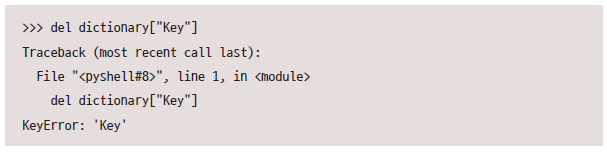 >>> del dictionary["Key"]
Traceback (most recent call last):
  File "<pyshell#8>", line 1, in <module>
    del dictionary["Key"]
KeyError: 'Key'